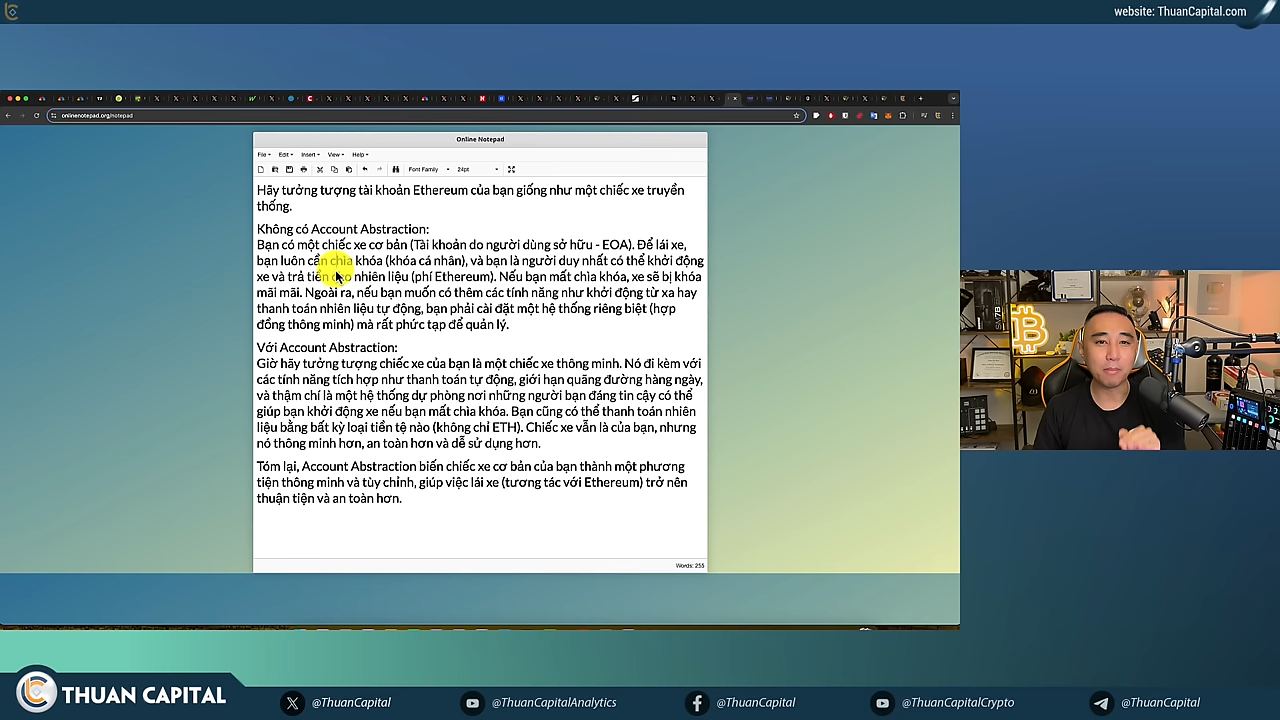 website: ThuanCapital.com
onlinenotepad.org/notepad
Online Notepad
File Edit Insert View Help
Font Family 24pt
Hãy tưởng tượng tài khoản Ethereum của bạn giống như một chiếc xe truyền
thống.
Không có Account Abstraction:
Bạn có một chiếc xe cơ bản (Tài khoản do người dùng sở hữu - EOA). Để lái xe,
bạn luôn cần chìa khóa (khóa cá nhân), và bạn là người duy nhất có thể khởi động
xe và trả tiền cho nhiên liệu (phí Ethereum). Nếu bạn mất chìa khóa, xe sẽ bị khóa
mãi mãi. Ngoài ra, nếu bạn muốn có thêm các tính năng như khởi động từ xa hay
thanh toán nhiên liệu tự động, bạn phải cài đặt một hệ thống riêng biệt (hợp
đồng thông minh) mà rất phức tạp để quản lý.
Với Account Abstraction:
Giờ hãy tưởng tượng chiếc xe của bạn là một chiếc xe thông minh. Nó đi kèm với
các tính năng tích hợp như thanh toán tự động, giới hạn quãng đường hàng ngày,
và thậm chí là một hệ thống dự phòng nơi những người bạn đáng tin cậy có thể
giúp bạn khởi động xe nếu bạn mất chìa khóa. Bạn cũng có thể thanh toán nhiên
liệu bằng bất kỳ loại tiền tệ nào (không chỉ ETH). Chiếc xe vẫn là của bạn, nhưng
nó thông minh hơn, an toàn hơn và dễ sử dụng hơn.
Tóm lại, Account Abstraction biến chiếc xe cơ bản của bạn thành một phương
tiện thông minh và tùy chỉnh, giúp việc lái xe (tương tác với Ethereum) trở nên
thuận tiện và an toàn hơn.
Words: 255
THUAN CAPITAL
@ThuanCapital
@ThuanCapitalAnalytics
@ThuanCapital
@ThuanCapitalCrypto
@ThuanCapital